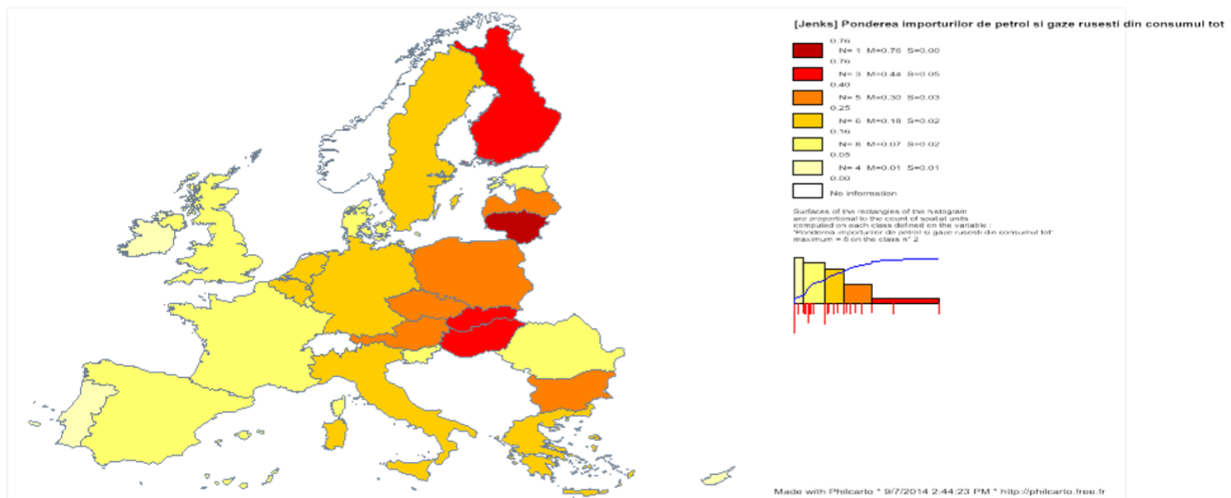 [Jenks] Ponderea importurilor de petrol si gaze rusesti din consumul tot
0.76
N= 1 M=0.76 S=0.00
0.76
N= 3 M=0.44 S=0.05
0.40
N= 5 M=0.30 S=0.03
0.25
N= 6 M=0.18 S=0.02
0.16
N= 8 M=0.07 S=0.02
0.05
N= 4 M=0.01 S=0.01
0.00
No information
Surfaces of the rectangles of the histogram
are proportional to the count of spatial units
computed on each class defined on the variable :
'Ponderea importurilor de petrol si gaze rusesti din consumul tot'
maximum = 8 on the class n° 2
Made with Philcarto * 9/7/2014 2:44:23 PM * http://philcarto.free.fr